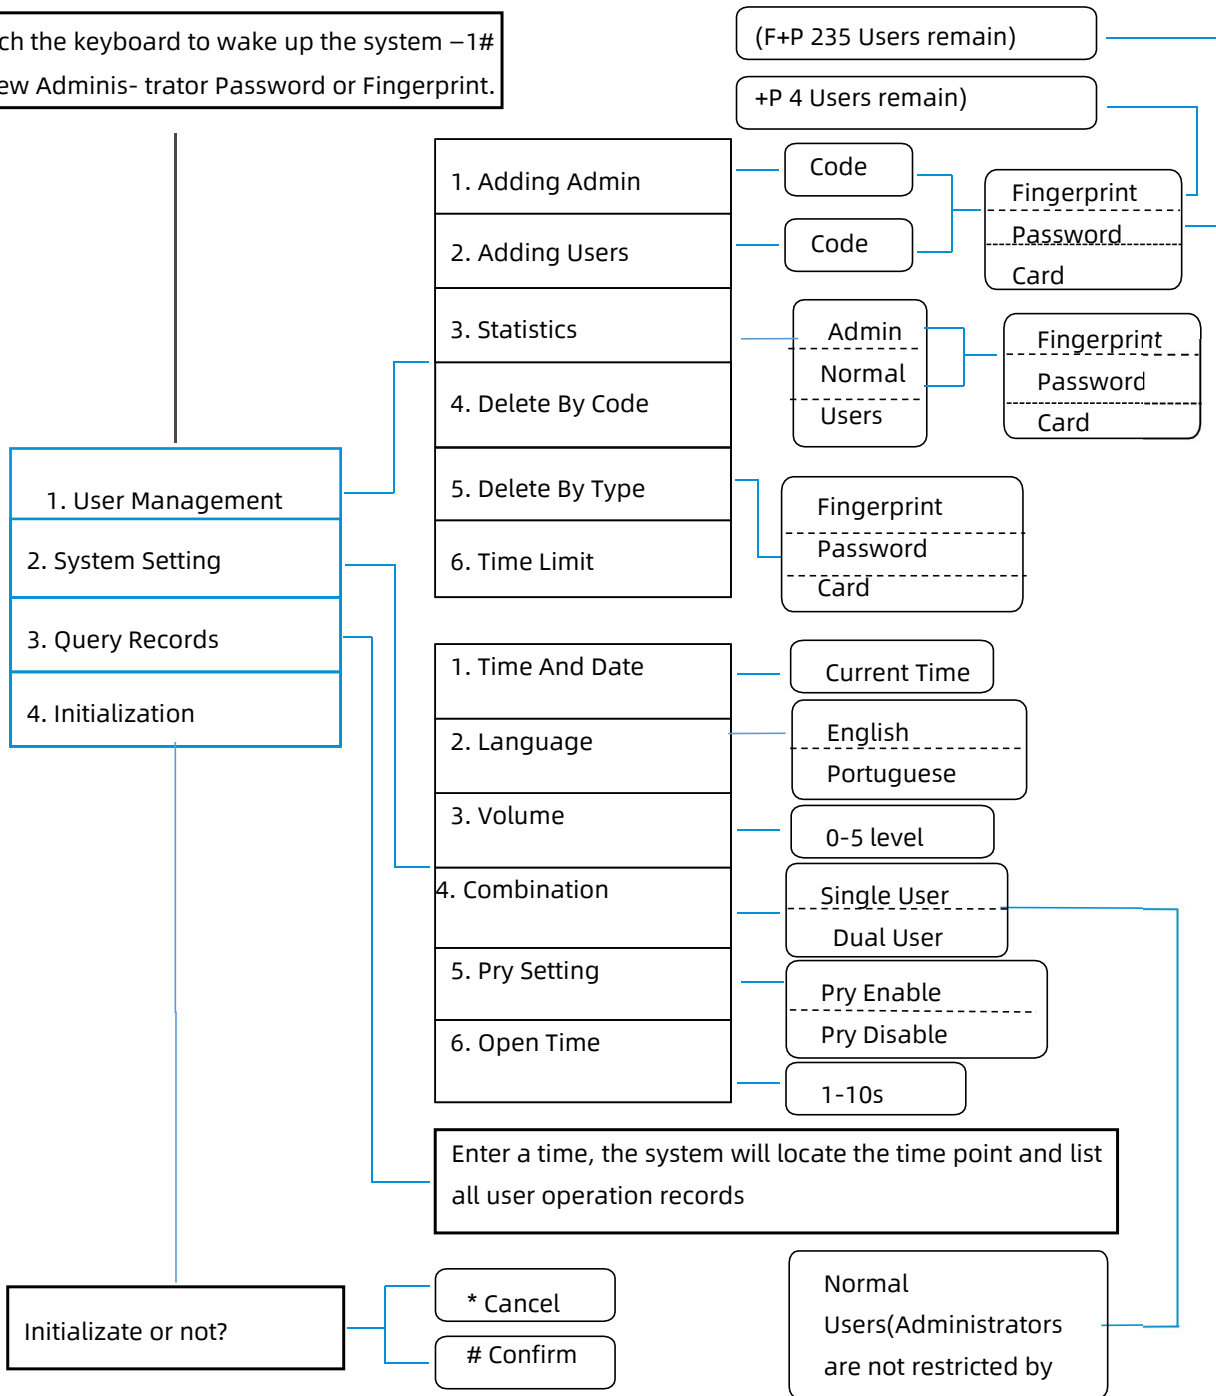 ch the keyboard to wake up the system –1#
ew Adminis- trator Password or Fingerprint.
(F+P 235 Users remain)
+P 4 Users remain)
1. Adding Admin
2. Adding Users
3. Statistics
4. Delete By Code
5. Delete By Type
6. Time Limit
Code
Code
Fingerprint
Password
Card
Admin
Normal
Users
Fingerprint
Password
Card
Fingerprint
Password
Card
1. User Management
2. System Setting
3. Query Records
4. Initialization
1. Time And Date
2. Language
3. Volume
4. Combination
5. Pry Setting
6. Open Time
Current Time
English
Portuguese
0-5 level
Single User
Dual User
Pry Enable
Pry Disable
1-10s
Enter a time, the system will locate the time point and list
all user operation records
Initializate or not?
* Cancel
# Confirm
Normal
Users(Administrators
are not restricted by